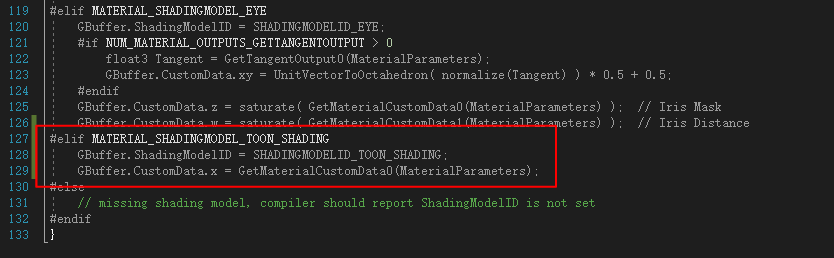 119 #elif MATERIAL_SHADINGMODEL_EYE
120 GBuffer.ShadingModelID = SHADINGMODELID_EYE;
121 #if NUM_MATERIAL_OUTPUTS_GETTANGENTOUTPUT > 0
122 float3 Tangent = GetTangentOutput0(MaterialParameters);
123 GBuffer.CustomData.xy = UnitVectorToOctahedron( normalize(Tangent) ) * 0.5 + 0.5;
124 #endif
125 GBuffer.CustomData.z = saturate( GetMaterialCustomData0(MaterialParameters) ); // Iris Mask
126 GBuffer.CustomData.w = saturate( GetMaterialCustomData1(MaterialParameters) ); // Iris Distance
127 #elif MATERIAL_SHADINGMODEL_TOON_SHADING
128 GBuffer.ShadingModelID = SHADINGMODELID_TOON_SHADING;
129 GBuffer.CustomData.x = GetMaterialCustomData0(MaterialParameters);
130 #else
131 // missing shading model, compiler should report ShadingModelID is not set
132 #endif
133 }